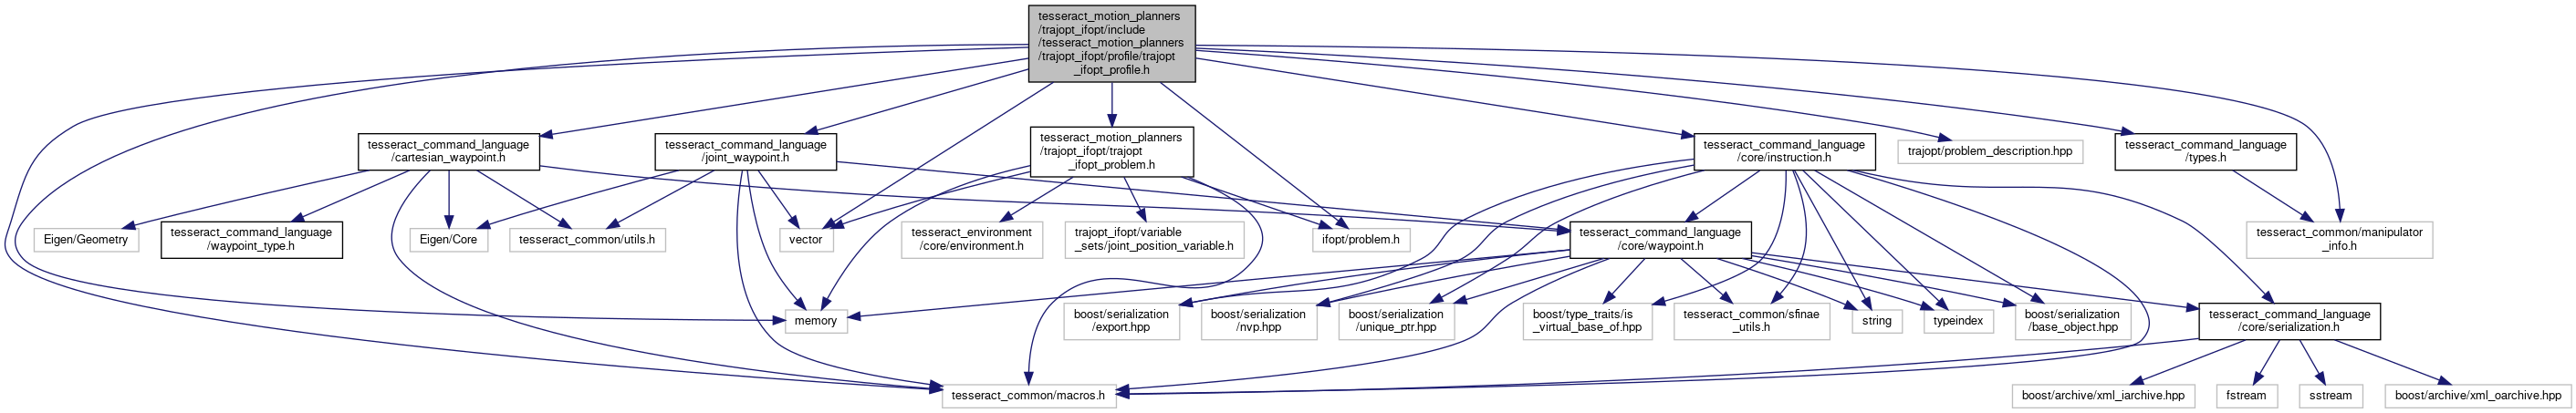 tesseract_motion_planners
/trajopt_ifopt/include
/tesseract_motion_planners
/trajopt_ifopt/profile/trajopt
_ifopt_profile.h
tesseract_command_language
/cartesian_waypoint.h
tesseract_command_language
/joint_waypoint.h
tesseract_motion_planners
/trajopt_ifopt/trajopt
_ifopt_problem.h
tesseract_command_language
/core/instruction.h
trajopt/problem_description.hpp
tesseract_command_language
/types.h
Eigen/Geometry
tesseract_command_language
/waypoint_type.h
Eigen/Core
tesseract_common/utils.h
vector
tesseract_environment
/core/environment.h
trajopt_ifopt/variable
_sets/joint_position_variable.h
ifopt/problem.h
tesseract_command_language
/core/waypoint.h
tesseract_common/manipulator
_info.h
memory
boost/serialization
/export.hpp
boost/serialization
/nvp.hpp
boost/serialization
/unique_ptr.hpp
boost/type_traits/is
_virtual_base_of.hpp
tesseract_common/sfinae
_utils.h
string
typeindex
boost/serialization
/base_object.hpp
tesseract_command_language
/core/serialization.h
tesseract_common/macros.h
boost/archive/xml_iarchive.hpp
fstream
sstream
boost/archive/xml_oarchive.hpp